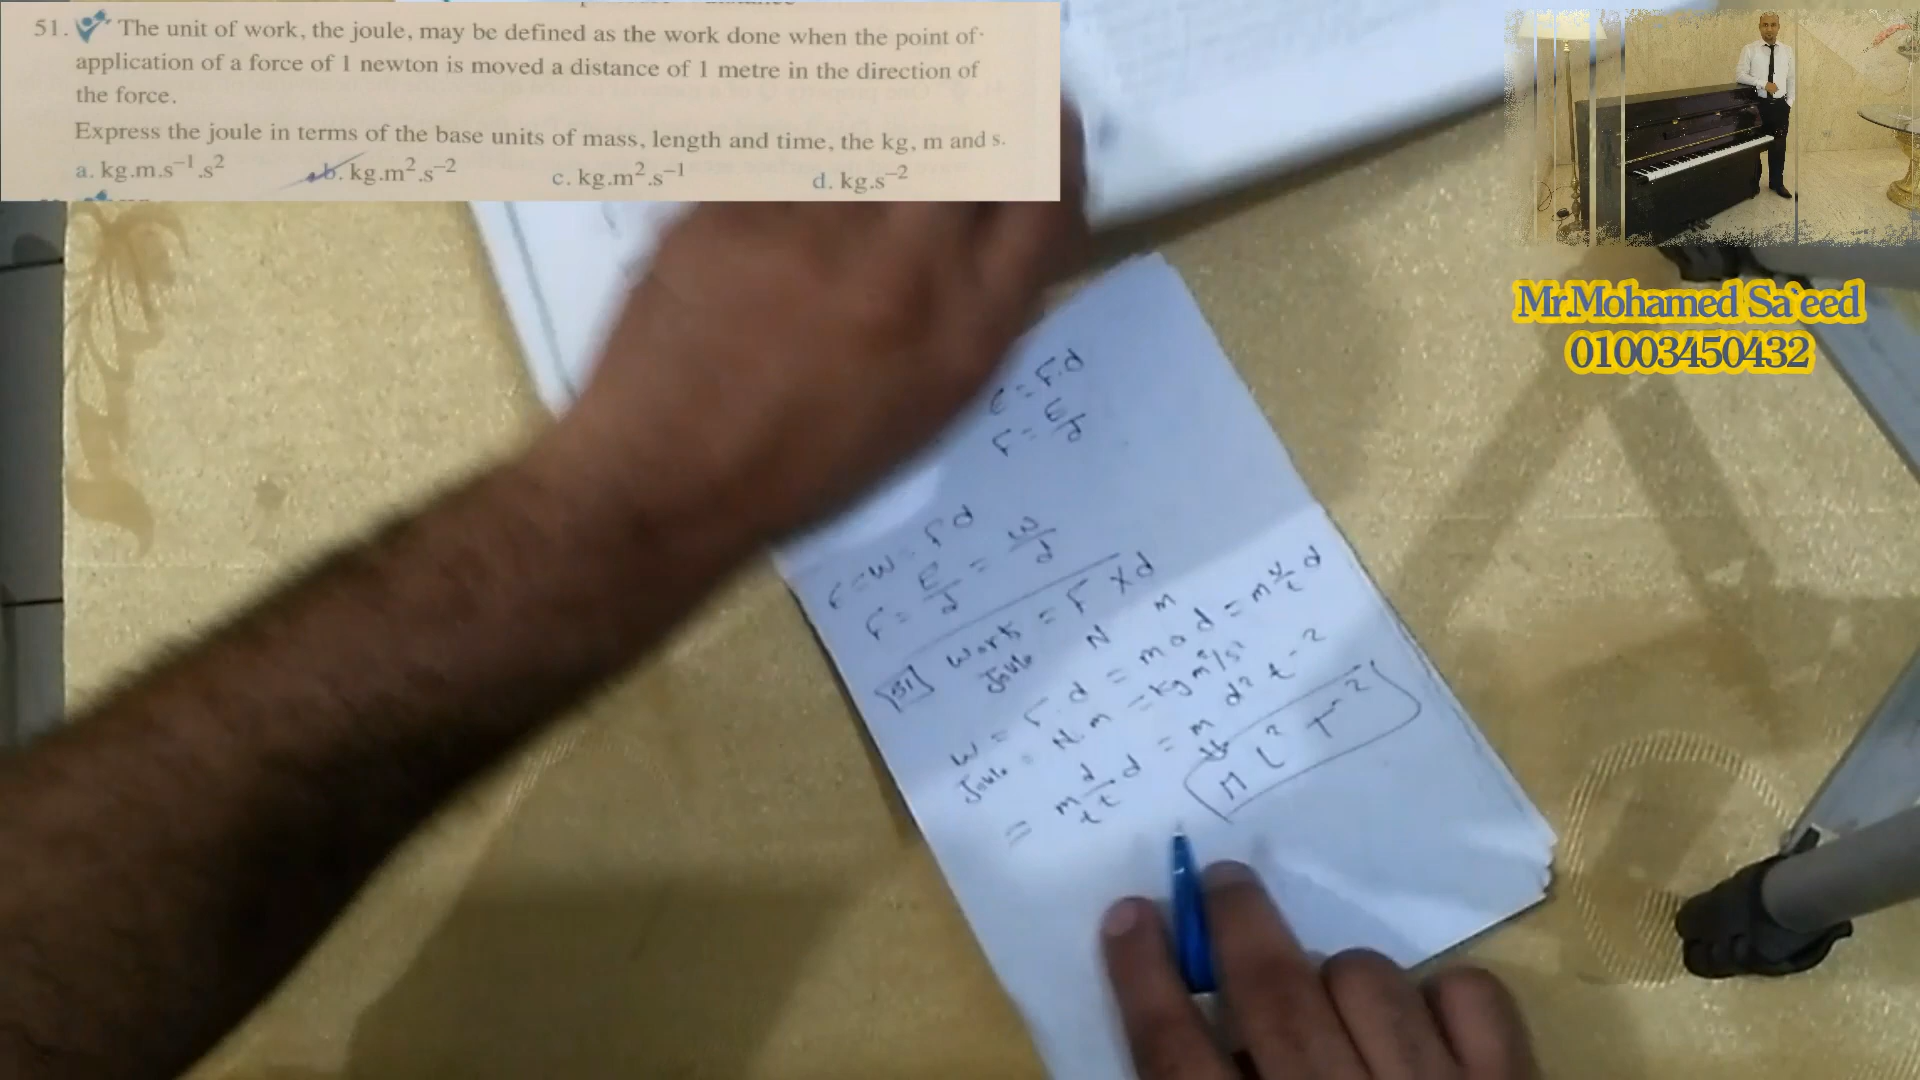 51. The unit of work, the joule, may be defined as the work done when the point of
application of a force of 1 newton is moved a distance of 1 metre in the direction of
the force.
Express the joule in terms of the base units of mass, length and time, the kg, m and s.
a. kg.m.s⁻¹.s² b. kg.m².s⁻² c. kg.m².s⁻¹ d. kg.s⁻²
Mr.Mohamed Sa`eed
01003450432
E = F.d
F = E/d
E = W = F d
F = E/d = W/d
51 Work = F X d
Joule N m
W = F.d = m a d = m v/t d
Joule = N.m = kg m²/s²
= m d/t t d = m d² t⁻²
M L² T⁻²